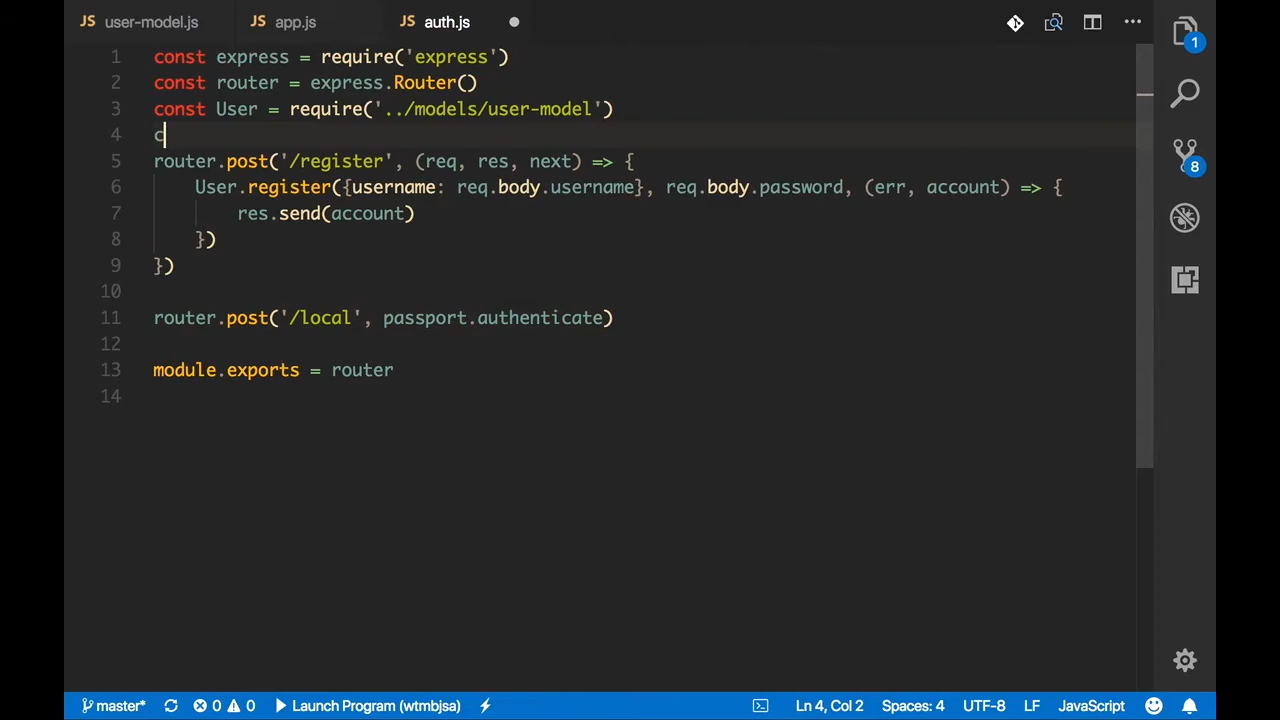 JS user-model.js JS app.js JS auth.js
1 const express = require('express')
2 const router = express.Router()
3 const User = require('../models/user-model')
4 c
5 router.post('/register', (req, res, next) => {
6 User.register({username: req.body.username}, req.body.password, (err, account) => {
7 res.send(account)
8 })
9 })
10
11 router.post('/local', passport.authenticate)
12
13 module.exports = router
14
1
8
master* 0 0 Launch Program (wtmbjsa) Ln 4, Col 2 Spaces: 4 UTF-8 LF JavaScript